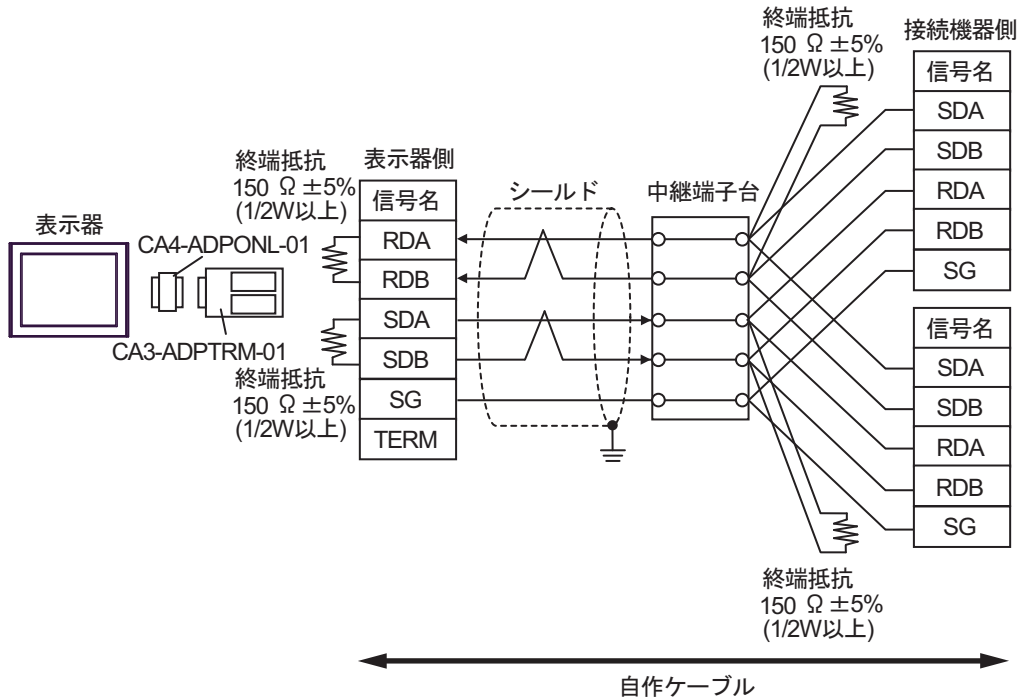 終端抵抗
150 Ω ±5%
(1/2W以上)
接続機器側
信号名
SDA
SDB
RDA
RDB
SG
終端抵抗
150 Ω ±5%
(1/2W以上)
表示器側
信号名
RDA
RDB
SDA
SDB
SG
TERM
シールド
中継端子台
表示器
CA4-ADPONL-01
CA3-ADPTRM-01
終端抵抗
150 Ω ±5%
(1/2W以上)
信号名
SDA
SDB
RDA
RDB
SG
終端抵抗
150 Ω ±5%
(1/2W以上)
自作ケーブル